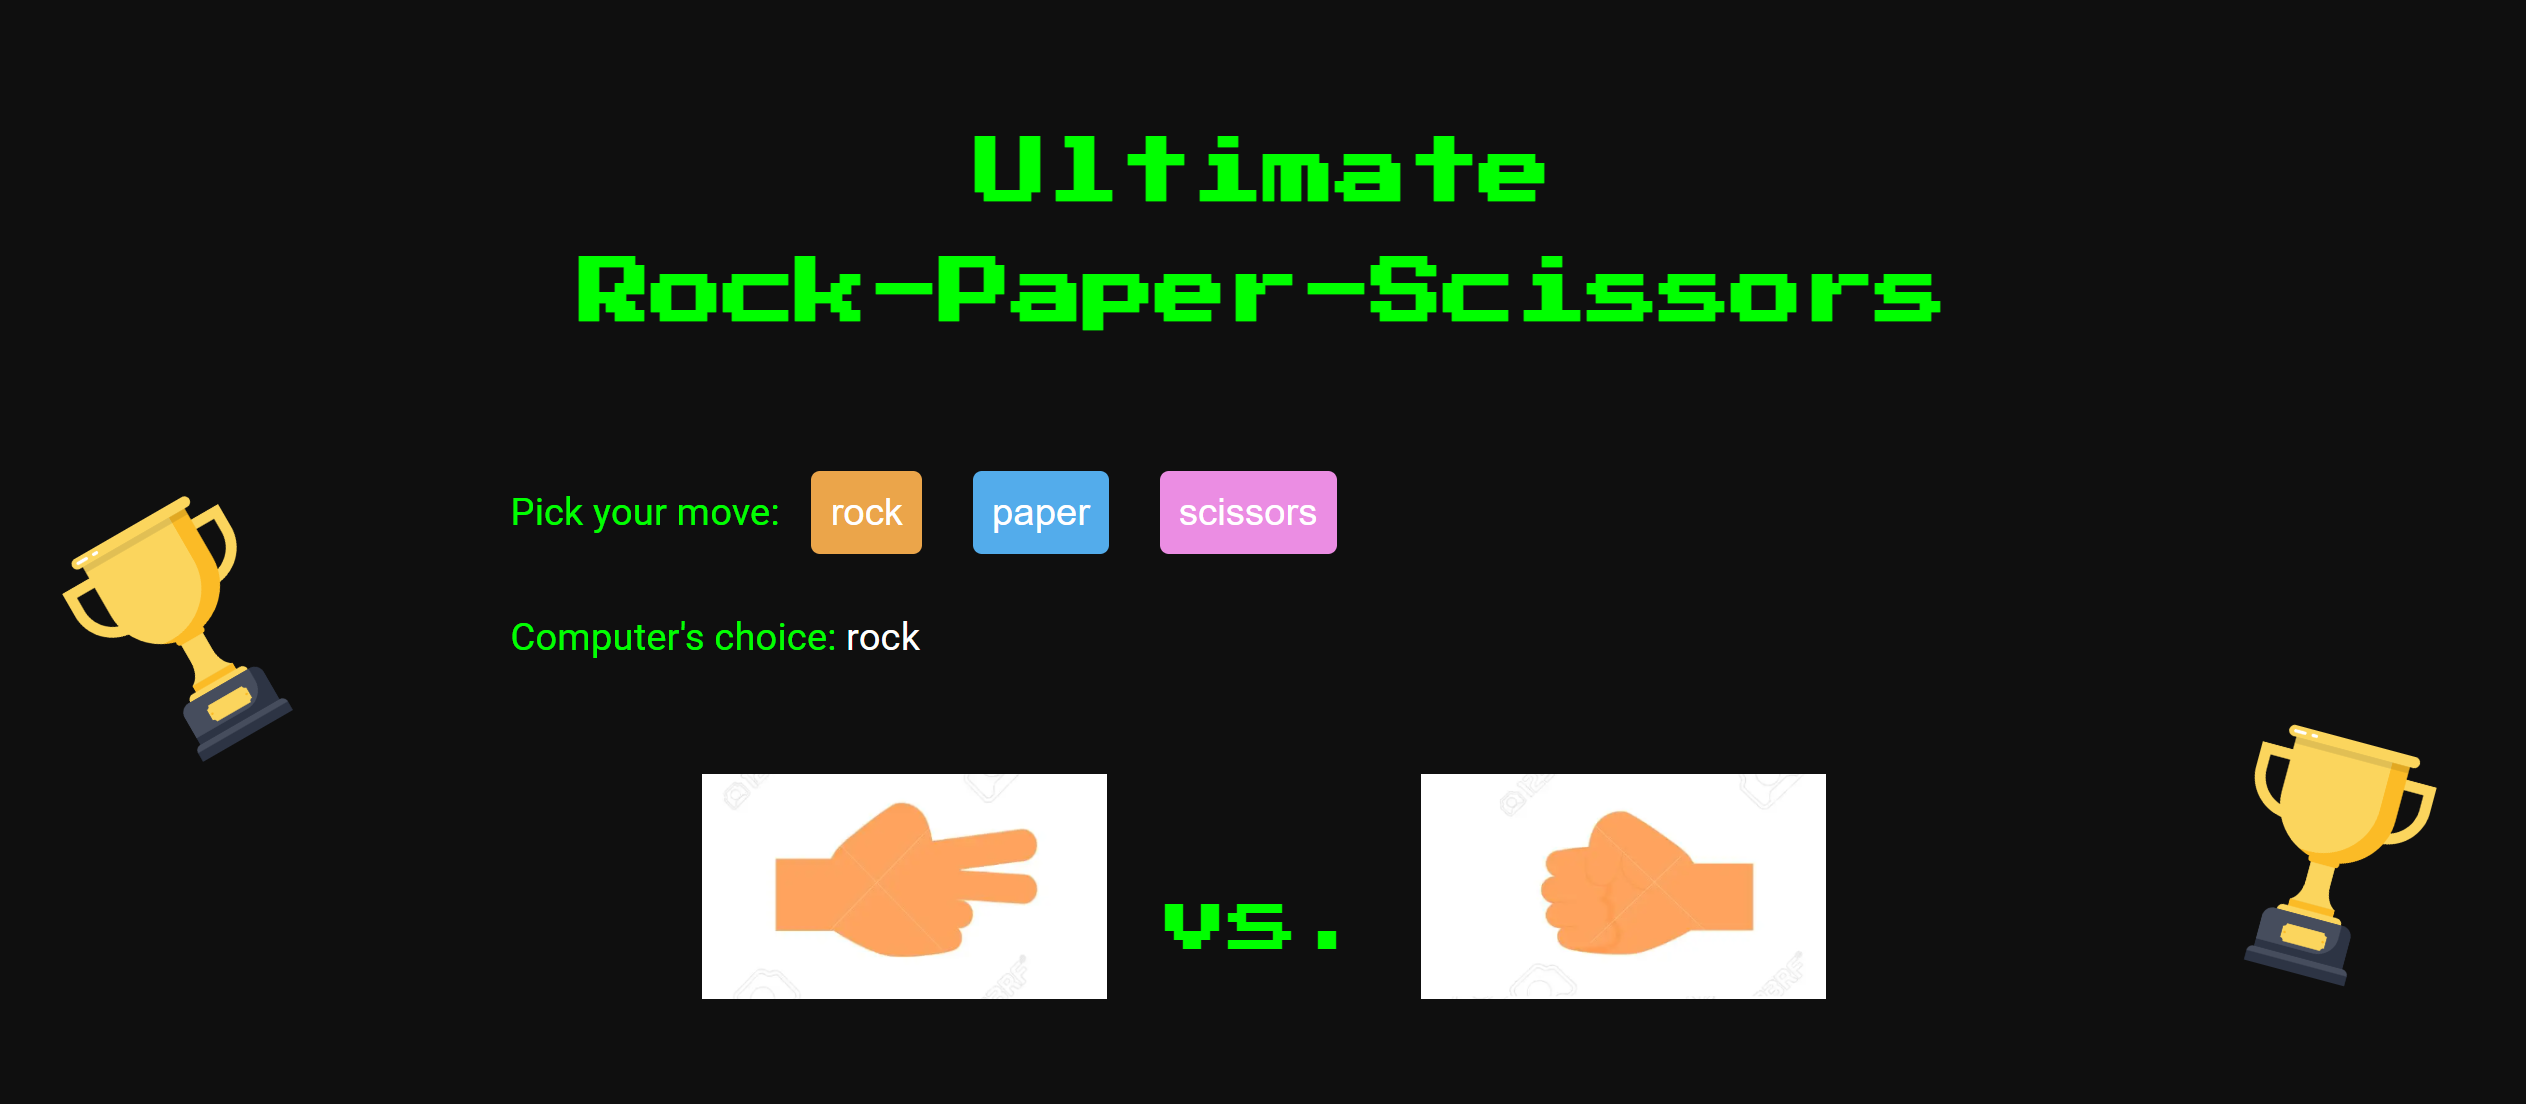 Ultimate
Rock-Paper-Scissors
Pick your move: rock paper scissors
Computer's choice: rock
vs.